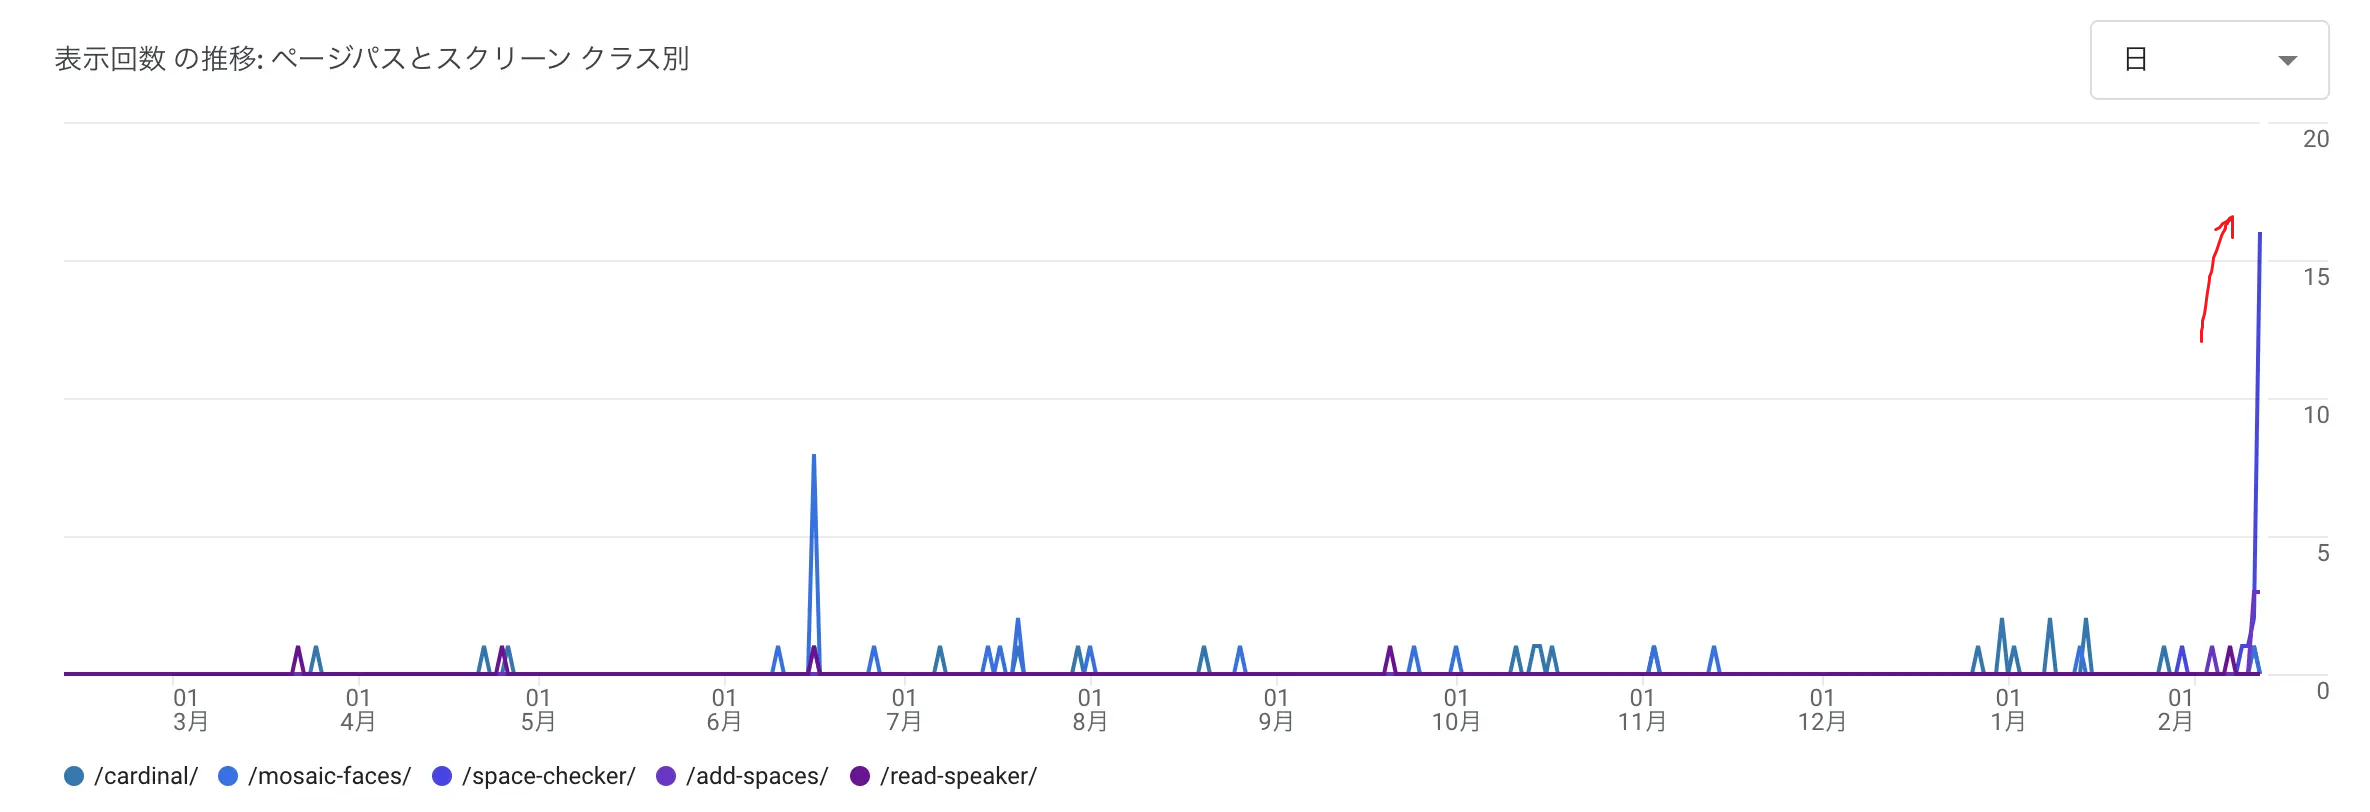 表示回数 の推移: ページパスとスクリーン クラス別
日
20
15
10
5
0
01 01 01 01 01 01 01 01 01 01 01 01
3月 4月 5月 6月 7月 8月 9月 10月 11月 12月 1月 2月
/cardinal/ /mosaic-faces/ /space-checker/ /add-spaces/ /read-speaker/